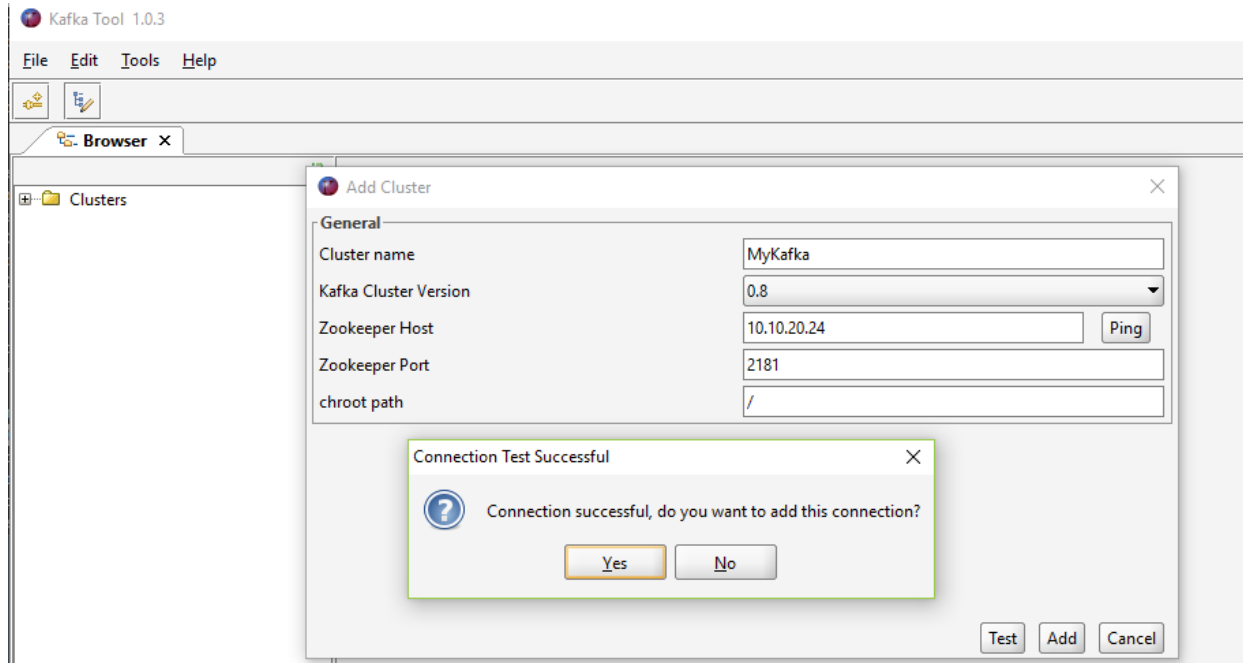 Kafka Tool 1.0.3
File Edit Tools Help
Browser
Clusters
Add Cluster
General
Cluster name MyKafka
Kafka Cluster Version 0.8
Zookeeper Host 10.10.20.24 Ping
Zookeeper Port 2181
chroot path /
Connection Test Successful
Connection successful, do you want to add this connection?
Yes No
Test Add Cancel